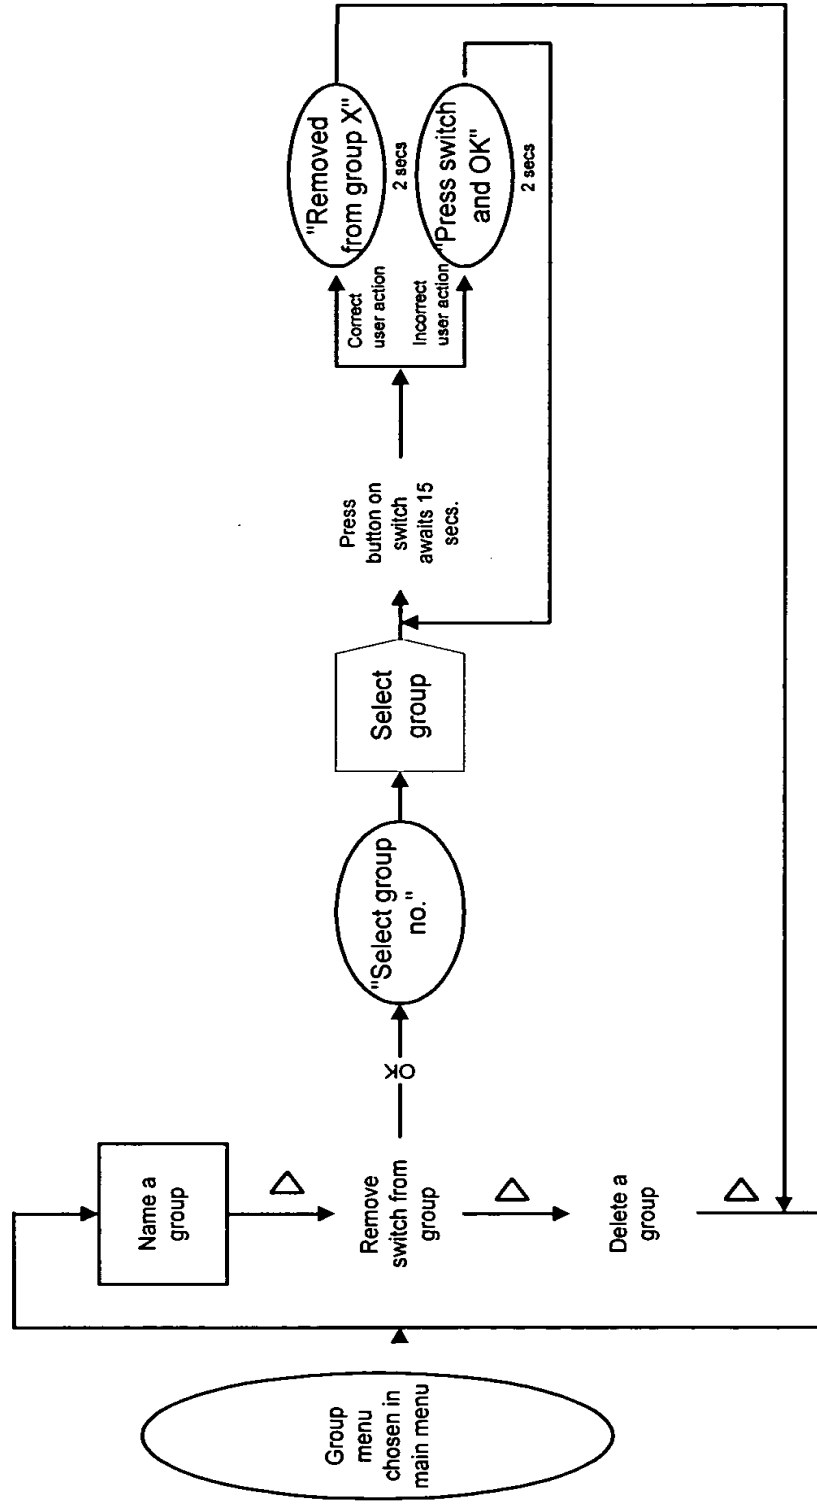 Group
menu
chosen in
main menu
Name a
group
Remove
switch from
group
Delete a
group
OK
"Select group
no."
Select
group
Press
button on
switch
awaits 15
secs.
Correct
user action
Incorrect
user action
"Removed
from group X"
2 secs
"Press switch
and OK"
2 secs